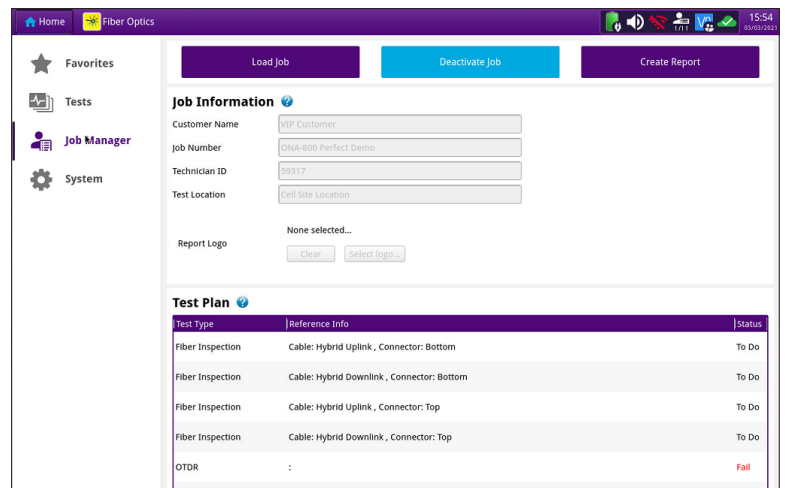 Home Fiber Optics 1/11 15:54
03/03/2021
Favorites
Tests
Job Manager
System
Load Job Deactivate Job Create Report
Job Information ?
Customer Name VIP Customer
Job Number ONA-800 Perfect Demo
Technician ID 59317
Test Location Cell Site Location
None selected...
Report Logo
Clear Select logo...
Test Plan ?
Test Type Reference Info Status
Fiber Inspection Cable: Hybrid Uplink , Connector: Bottom To Do
Fiber Inspection Cable: Hybrid Downlink , Connector: Bottom To Do
Fiber Inspection Cable: Hybrid Uplink , Connector: Top To Do
Fiber Inspection Cable: Hybrid Downlink , Connector: Top To Do
OTDR : Fail